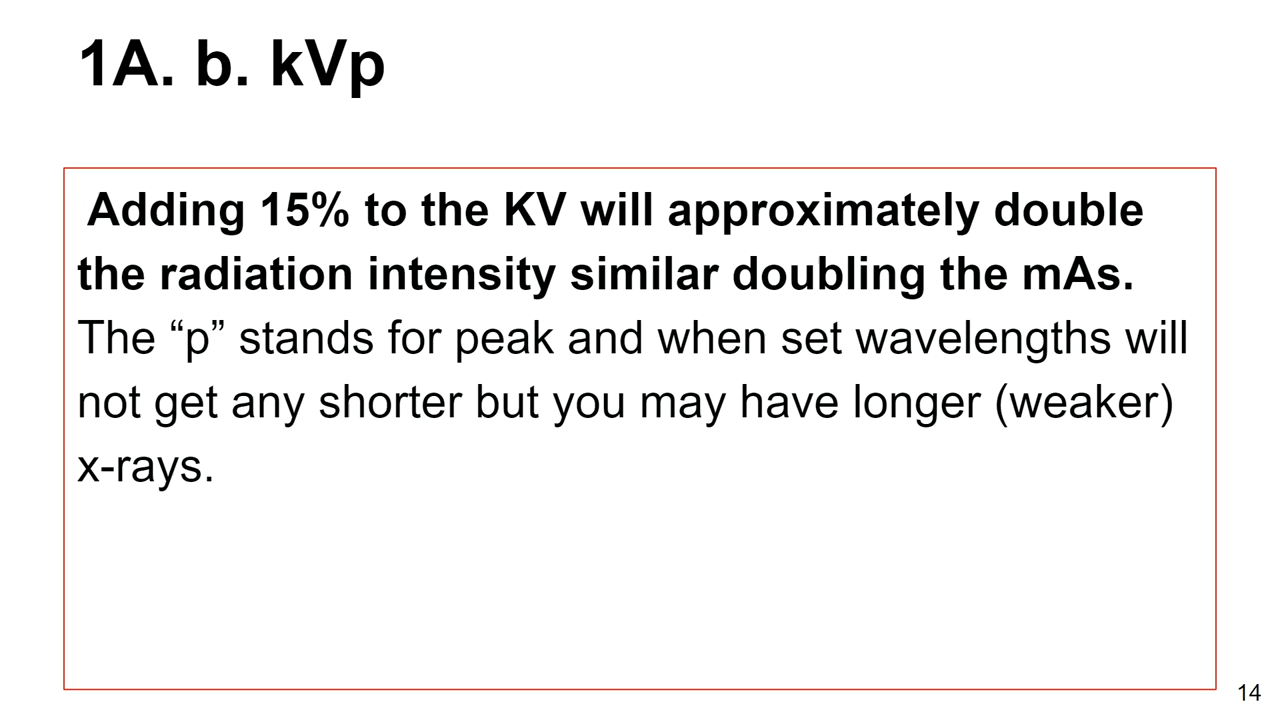 1A. b. kVp
Adding 15% to the KV will approximately double
the radiation intensity similar doubling the mAs.
The “p” stands for peak and when set wavelengths will
not get any shorter but you may have longer (weaker)
x-rays.
14